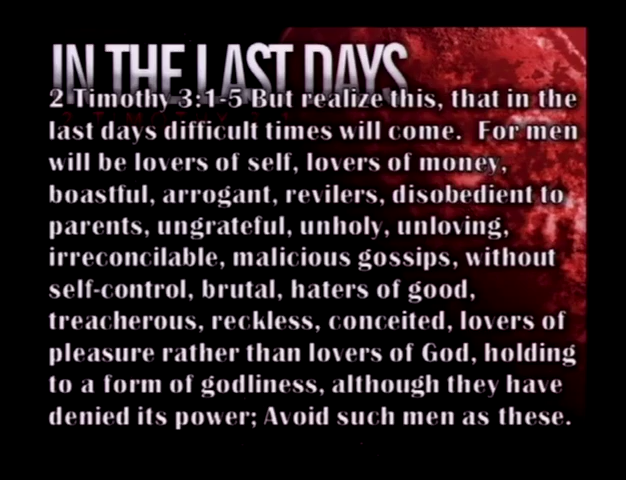 IN THE LAST DAYS
2 Timothy 3:1-5 But realize this, that in the
last days difficult times will come. For men
will be lovers of self, lovers of money,
boastful, arrogant, revilers, disobedient to
parents, ungrateful, unholy, unloving,
irreconcilable, malicious gossips, without
self-control, brutal, haters of good,
treacherous, reckless, conceited, lovers of
pleasure rather than lovers of God, holding
to a form of godliness, although they have
denied its power; Avoid such men as these.